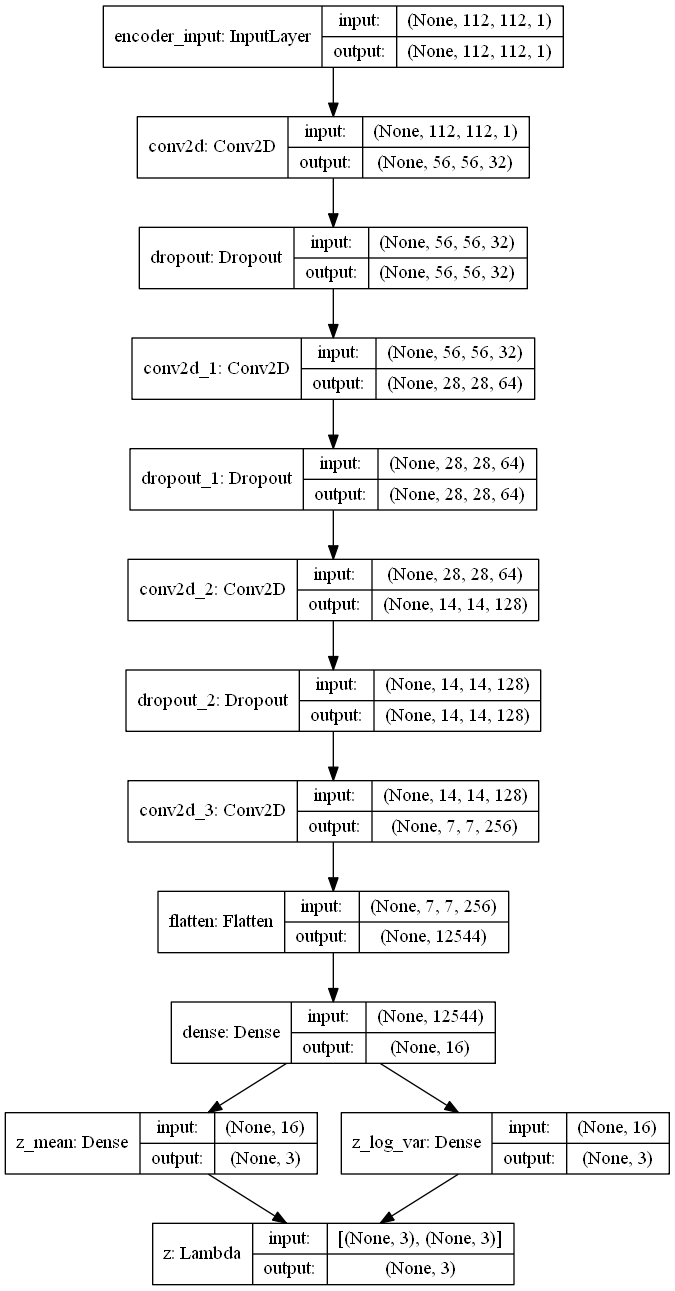 encoder_input: InputLayer
input: (None, 112, 112, 1)
output: (None, 112, 112, 1)
conv2d: Conv2D
input: (None, 112, 112, 1)
output: (None, 56, 56, 32)
dropout: Dropout
input: (None, 56, 56, 32)
output: (None, 56, 56, 32)
conv2d_1: Conv2D
input: (None, 56, 56, 32)
output: (None, 28, 28, 64)
dropout_1: Dropout
input: (None, 28, 28, 64)
output: (None, 28, 28, 64)
conv2d_2: Conv2D
input: (None, 28, 28, 64)
output: (None, 14, 14, 128)
dropout_2: Dropout
input: (None, 14, 14, 128)
output: (None, 14, 14, 128)
conv2d_3: Conv2D
input: (None, 14, 14, 128)
output: (None, 7, 7, 256)
flatten: Flatten
input: (None, 7, 7, 256)
output: (None, 12544)
dense: Dense
input: (None, 12544)
output: (None, 16)
z_mean: Dense
input: (None, 16)
output: (None, 3)
z_log_var: Dense
input: (None, 16)
output: (None, 3)
z: Lambda
input: [(None, 3), (None, 3)]
output: (None, 3)